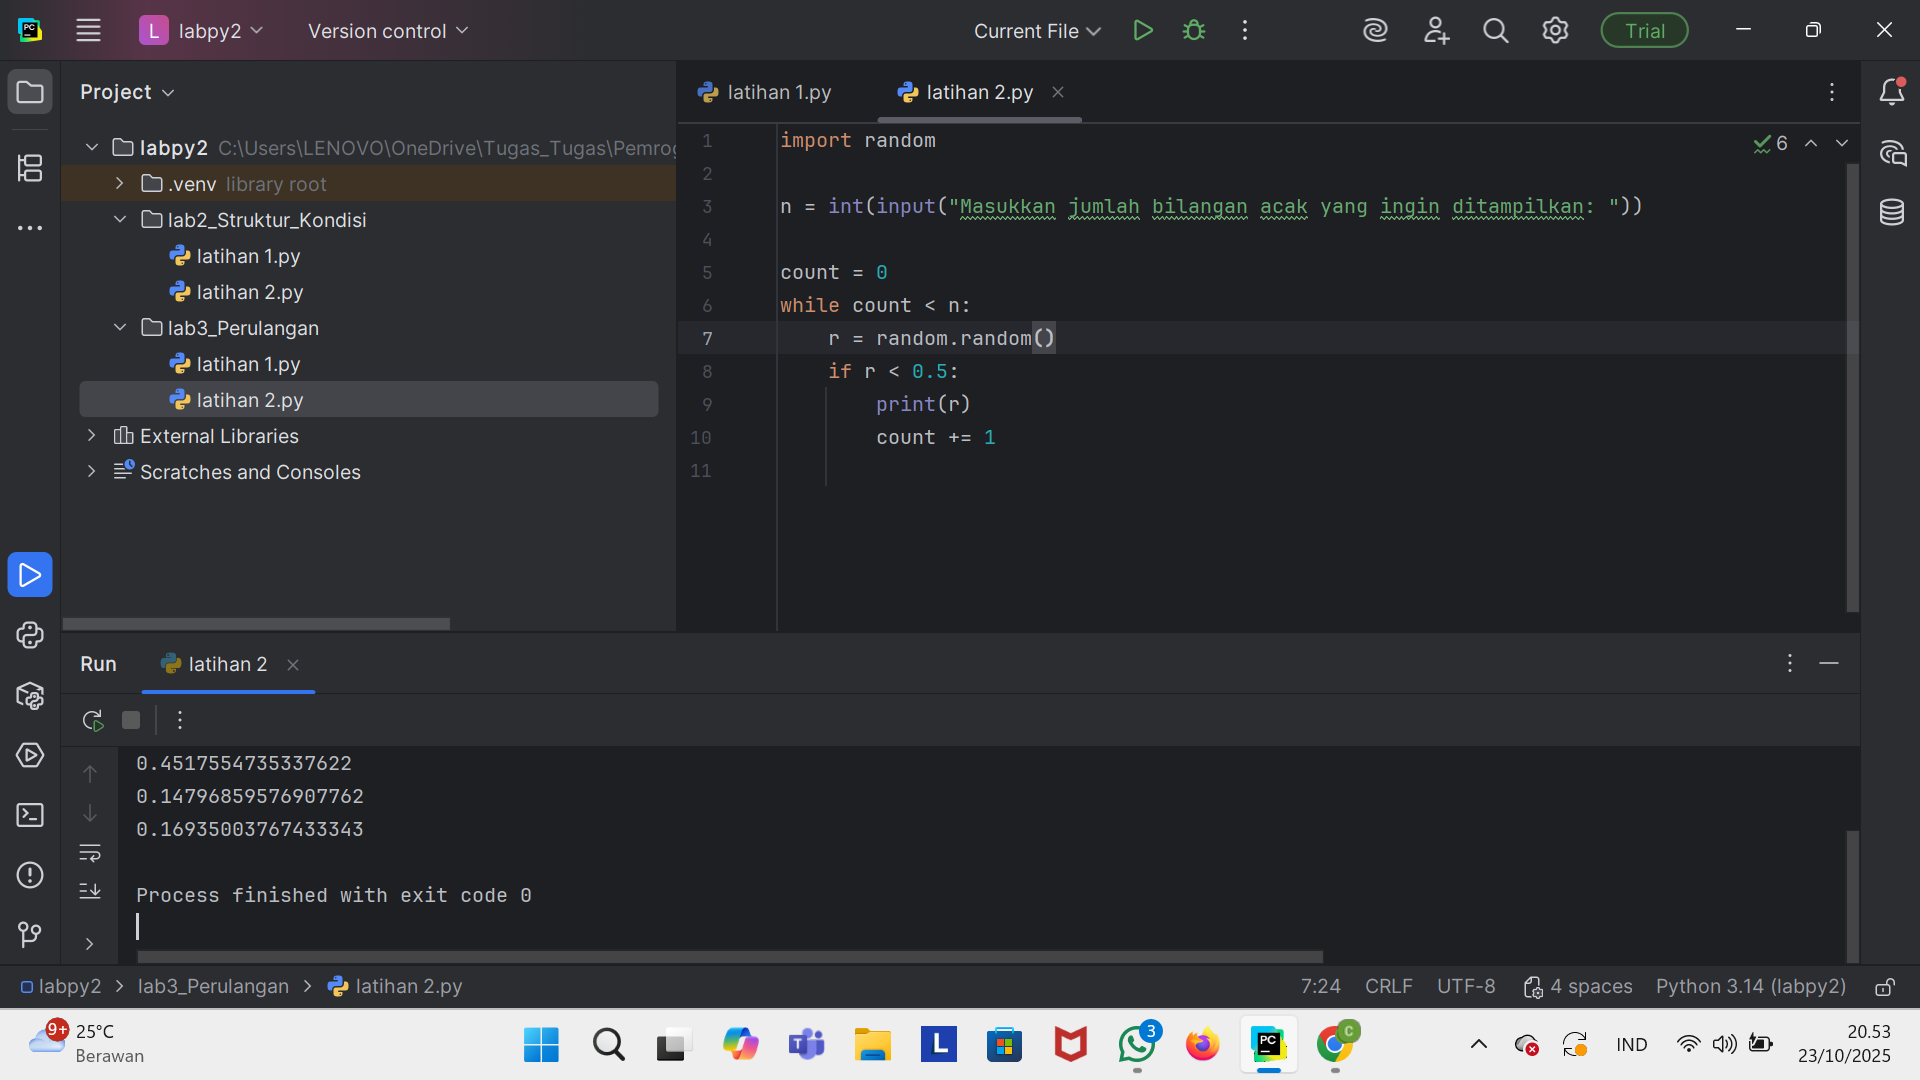 PC
L
labpy2
Version control
Current File
Trial
Project
latihan 1.py
latihan 2.py
labpy2 C:\Users\LENOVO\OneDrive\Tugas_Tugas\Pemrog
.venv library root
lab2_Struktur_Kondisi
latihan 1.py
latihan 2.py
lab3_Perulangan
latihan 1.py
latihan 2.py
External Libraries
Scratches and Consoles
6
1 import random
2
3 n = int(input("Masukkan jumlah bilangan acak yang ingin ditampilkan: "))
4
5 count = 0
6 while count < n:
7     r = random.random()
8     if r < 0.5:
9         print(r)
10         count += 1
11
Run
latihan 2
0.4517554735337622
0.14796859576907762
0.16935003767433343
Process finished with exit code 0
labpy2 > lab3_Perulangan > latihan 2.py
7:24 CRLF UTF-8 4 spaces Python 3.14 (labpy2)
9+
25°C
Berawan
L
3
PC
C
IND
20.53
23/10/2025